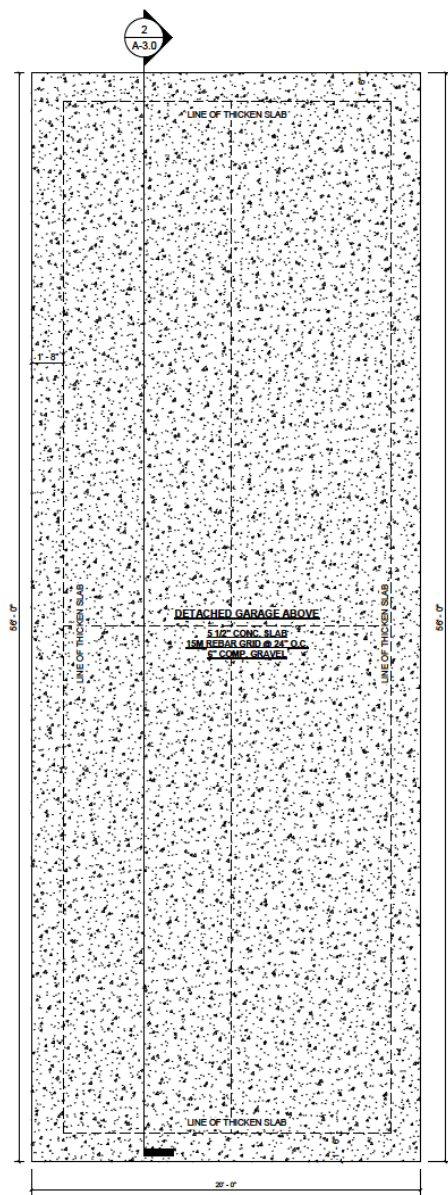 2
A-3.0
LINE OF THICKEN SLAB
1' - 8"
56' - 0"
56' - 0"
LINE OF THICKEN SLAB
LINE OF THICKEN SLAB
DETACHED GARAGE ABOVE
5 1/2" CONC. SLAB
15M REBAR GRID @ 24" O.C.
6" COMP. GRAVEL
LINE OF THICKEN SLAB
20' - 0"